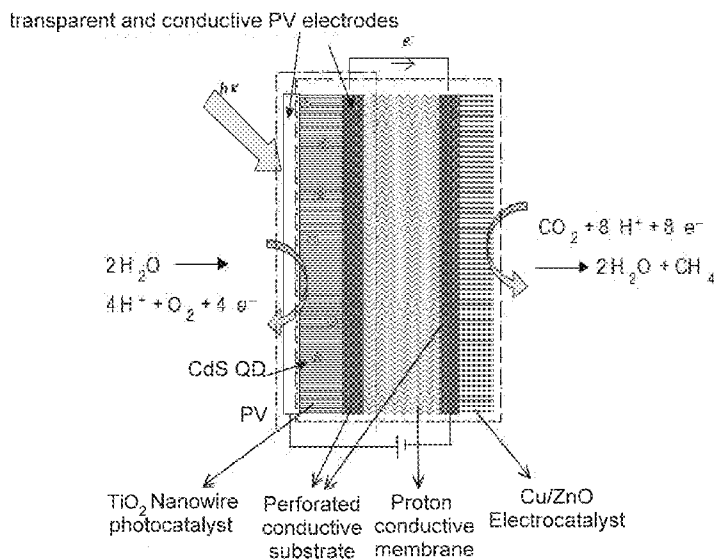 transparent and conductive PV electrodes
e⁻
hν
2H₂O →
4H⁺ + O₂ + 4 e⁻
CO₂ + 8 H⁺ + 8 e⁻
→ 2H₂O + CH₄
CdS QD
PV
TiO₂ Nanowire
photocatalyst
Perforated
conductive
substrate
Proton
conductive
membrane
Cu/ZnO
Electrocatalyst